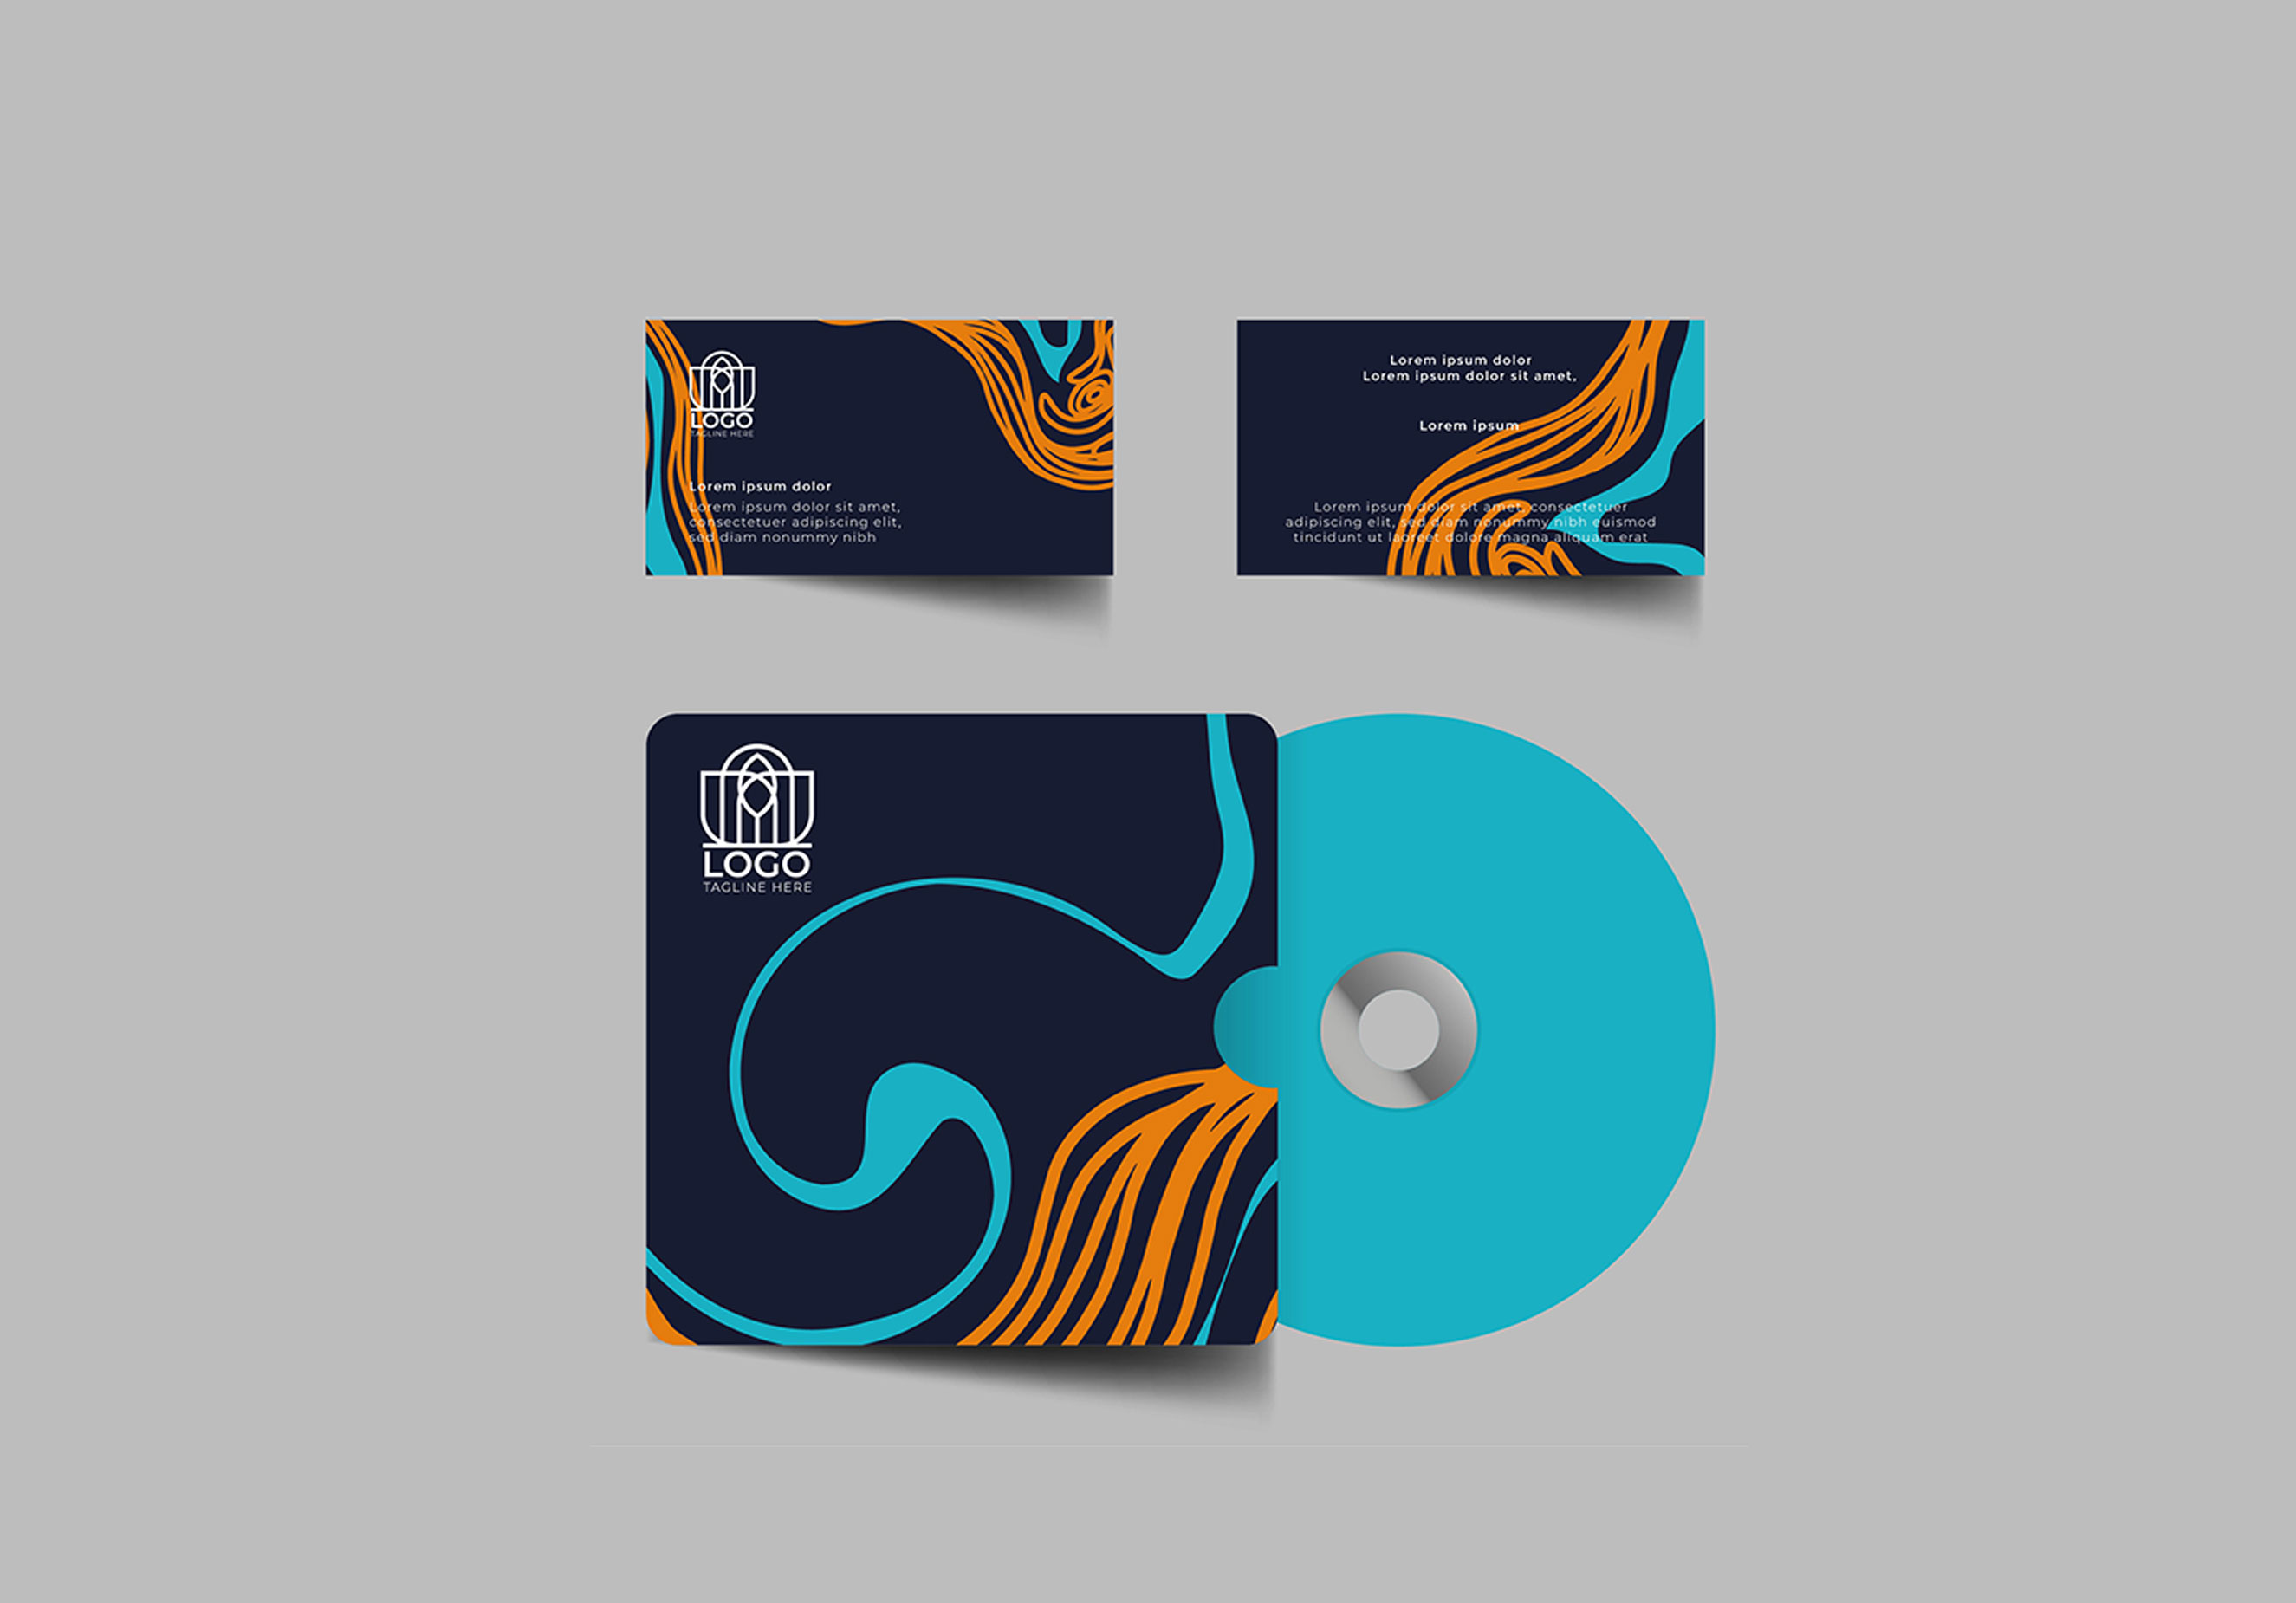 LOGO
TAGLINE HERE
Lorem ipsum dolor
Lorem ipsum dolor sit amet,
consectetuer adipiscing elit,
sed diam nonummy nibh
Lorem ipsum dolor
Lorem ipsum dolor sit amet,
Lorem ipsum
Lorem ipsum dolor sit amet, consectetuer
adipiscing elit, sed diam nonummy nibh euismod
tincidunt ut laoreet dolore magna aliquam erat
LOGO
TAGLINE HERE